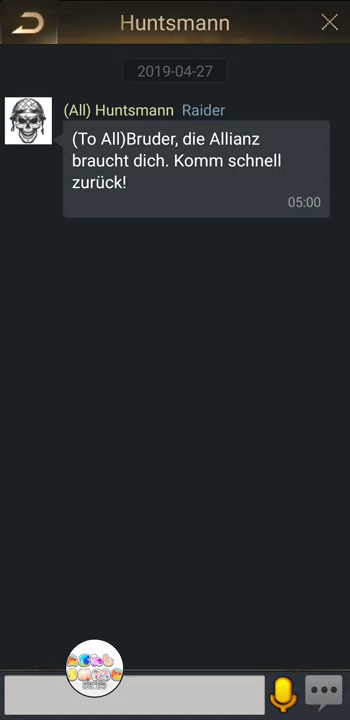 Huntsmann
2019-04-27
(All) Huntsmann Raider
(To All)Bruder, die Allianz
braucht dich. Komm schnell
zurück!
05:00